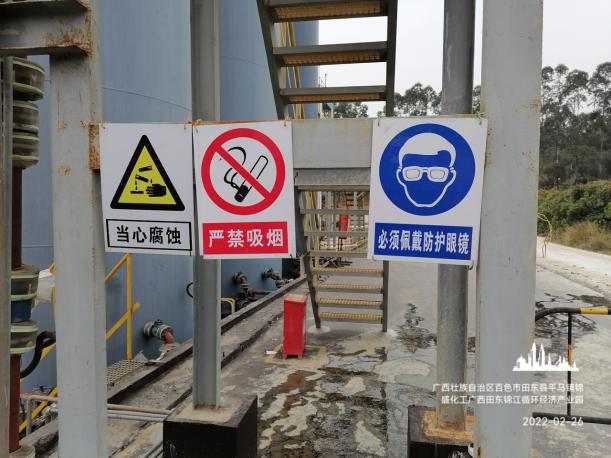 当心腐蚀
严禁吸烟
必须佩戴防护眼镜
广西壮族自治区百色市田东县平马镇锦
盛化工广西田东锦江循环经济产业园
2022-02-26